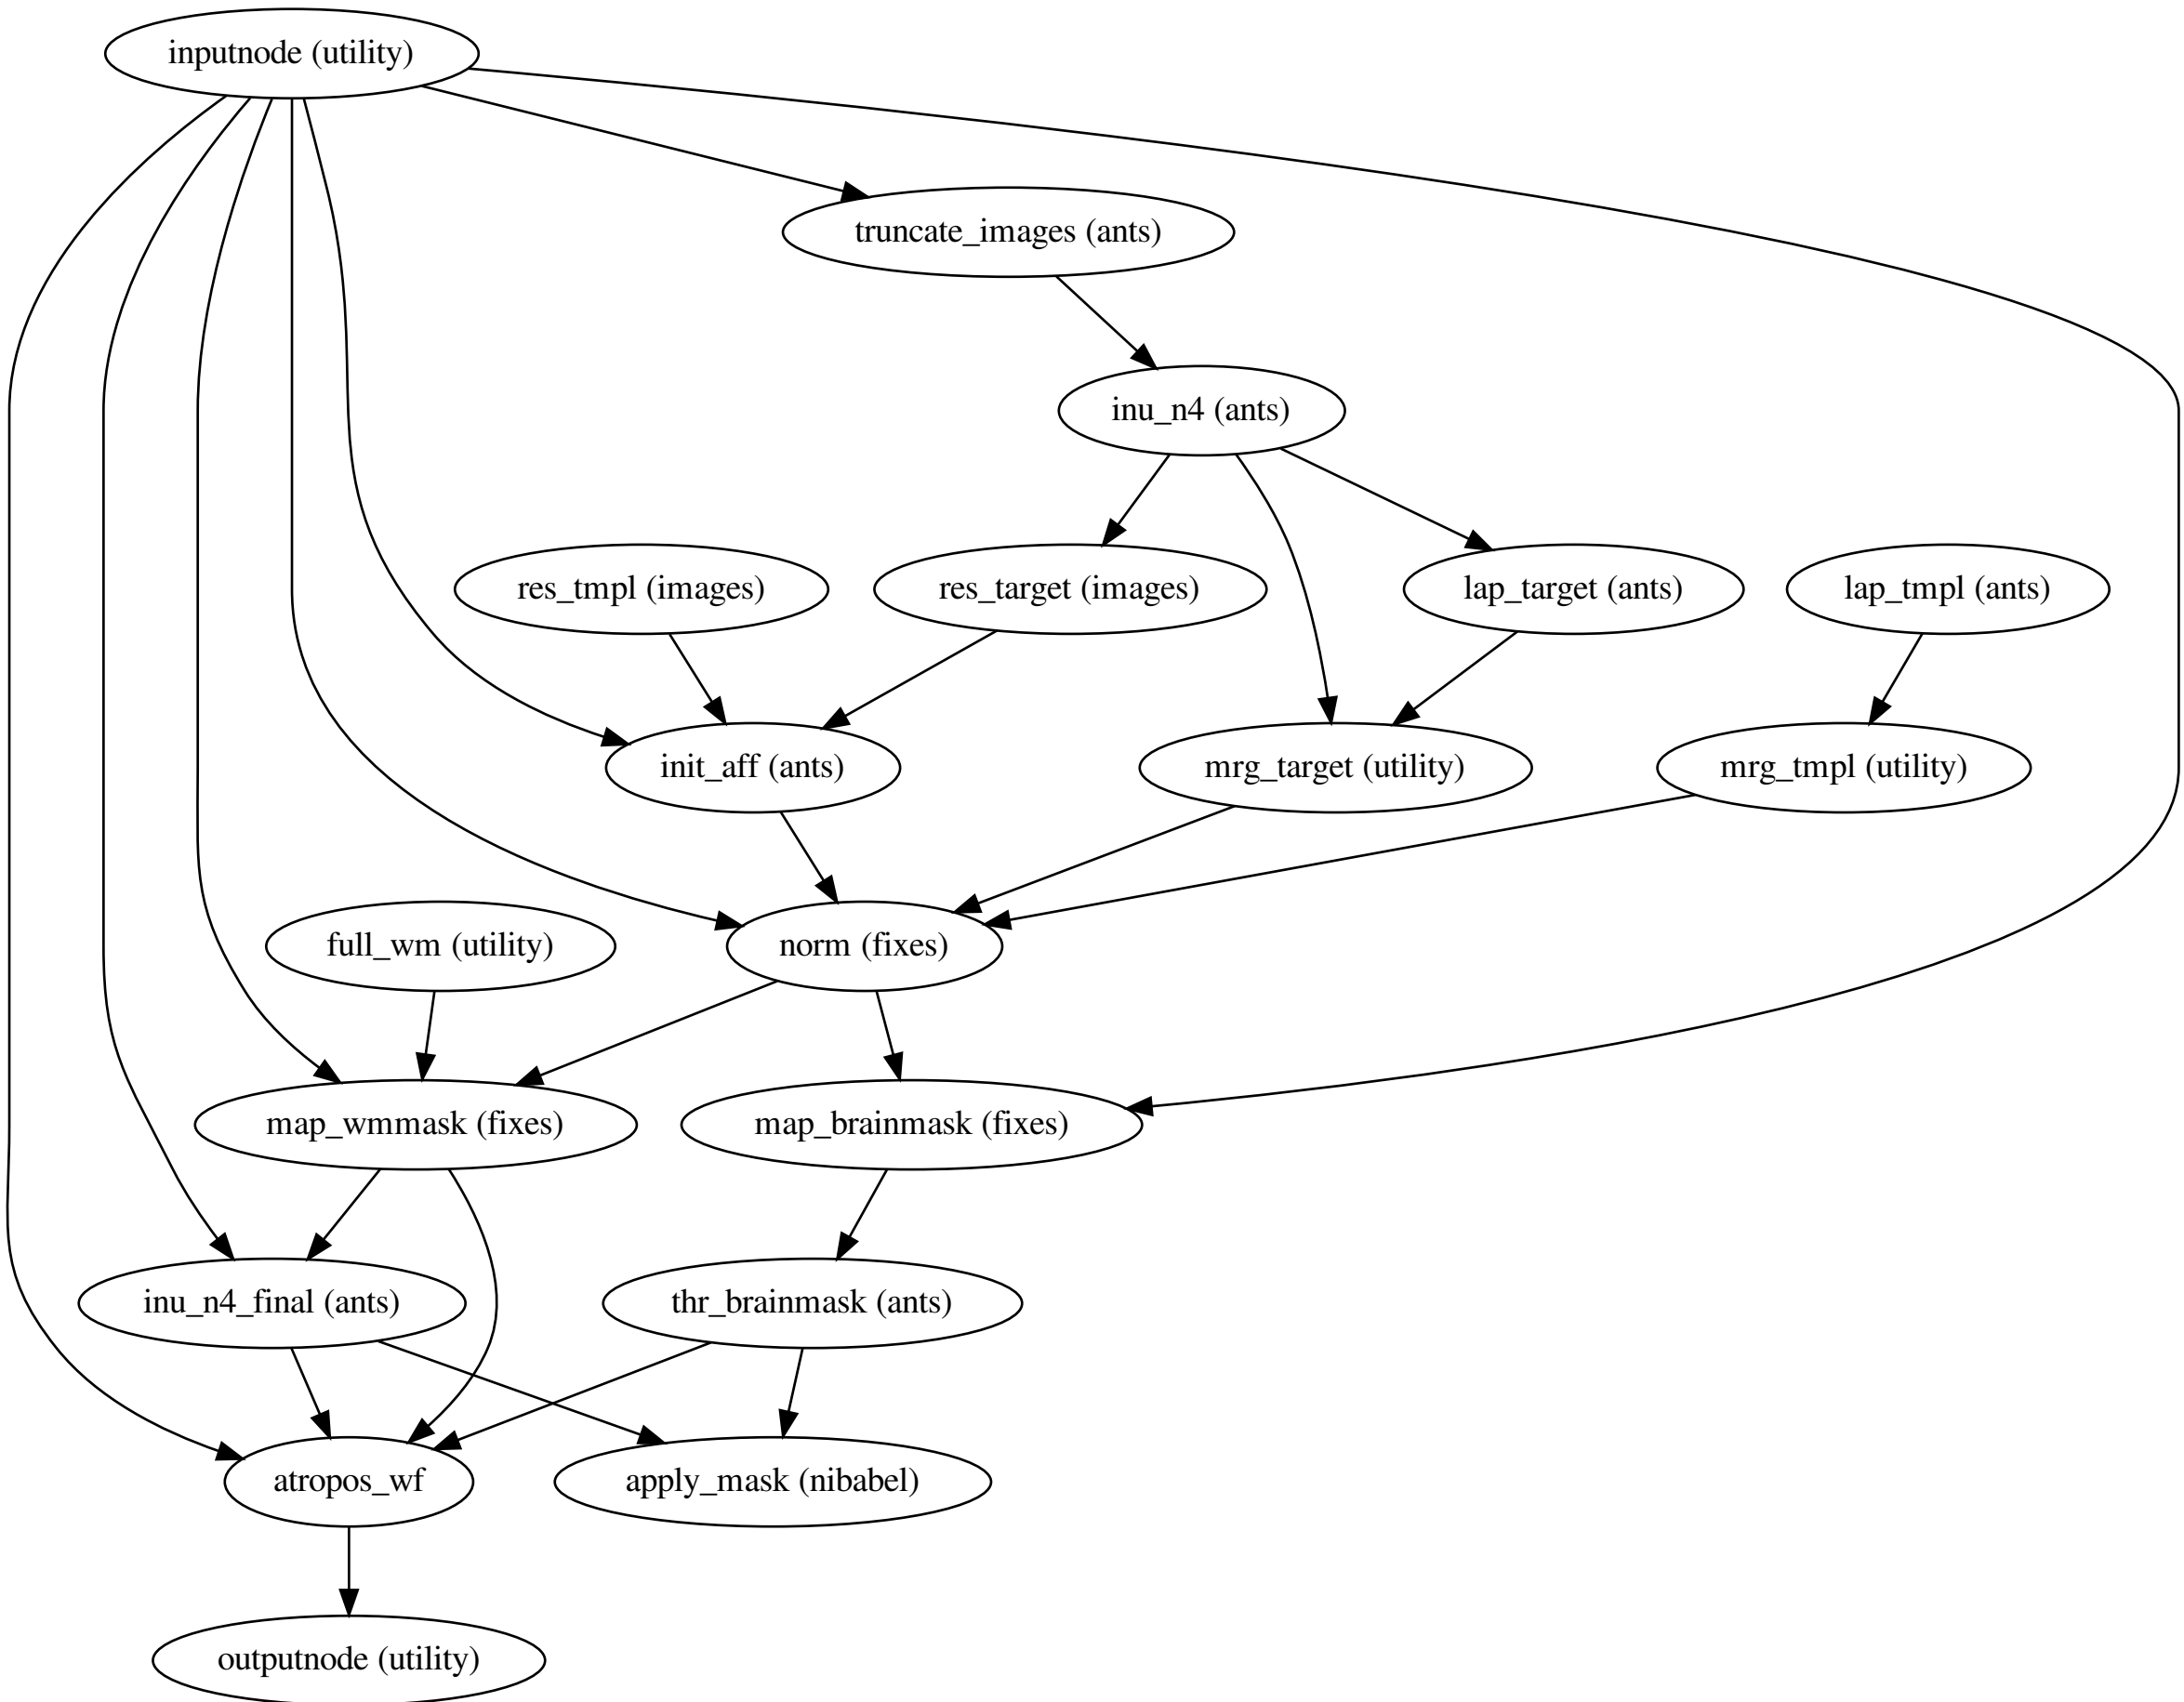 inputnode (utility)
truncate_images (ants)
inu_n4 (ants)
res_tmpl (images)
res_target (images)
lap_target (ants)
lap_tmpl (ants)
init_aff (ants)
mrg_target (utility)
mrg_tmpl (utility)
full_wm (utility)
norm (fixes)
map_wmmask (fixes)
map_brainmask (fixes)
inu_n4_final (ants)
thr_brainmask (ants)
atropos_wf
apply_mask (nibabel)
outputnode (utility)